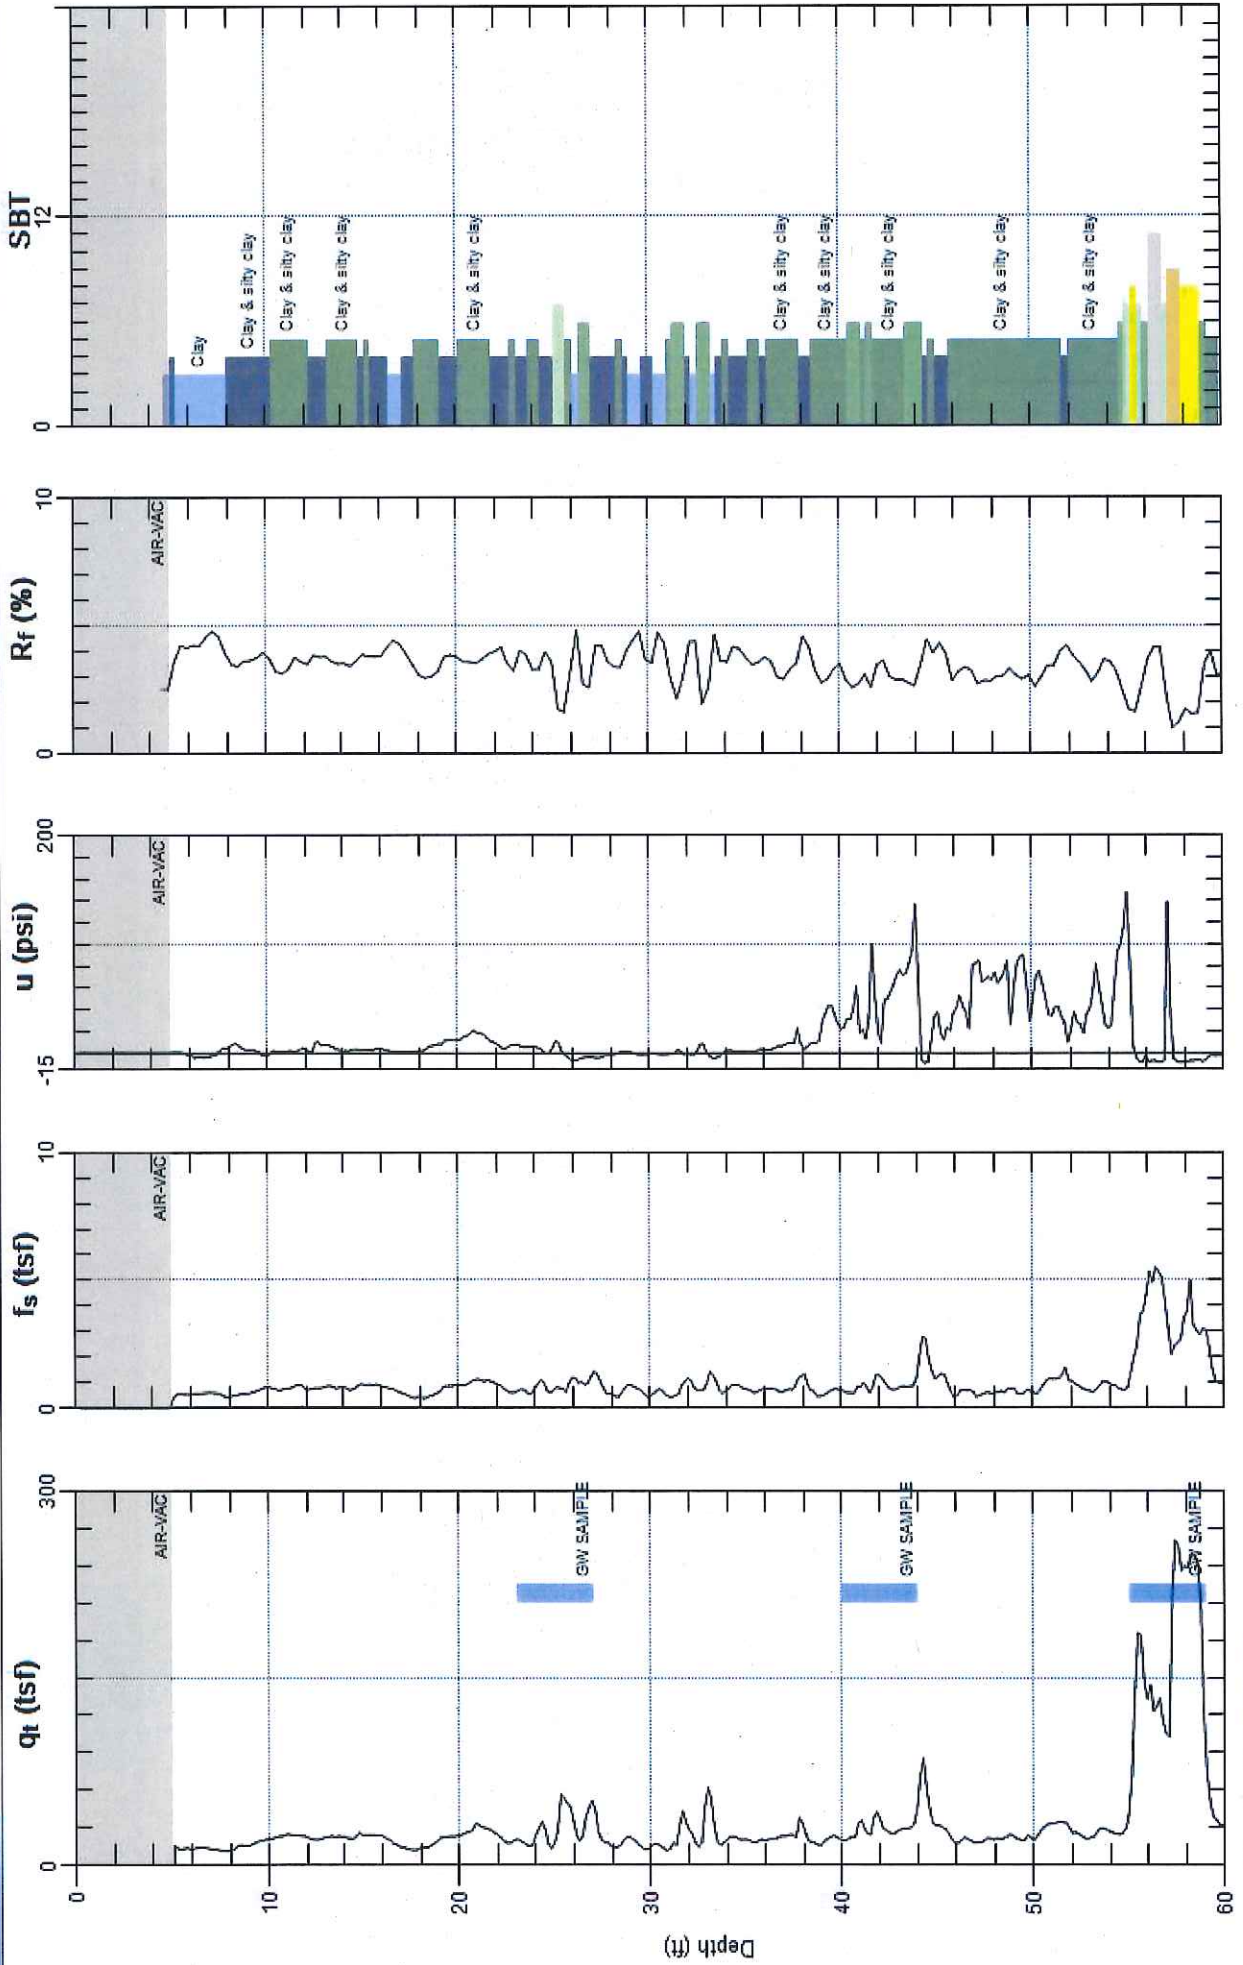 qt (tsf)
0
300
AIR-VAC
GW SAMPLE
GW SAMPLE
GW SAMPLE
0
10
20
30
40
50
60
Depth (ft)
fs (tsf)
0
10
AIR-VAC
u (psi)
-15
200
AIR-VAC
Rf (%)
0
10
AIR-VAC
SBT
0
12
Clay
Clay & silty clay
Clay & silty clay
Clay & silty clay
Clay & silty clay
Clay & silty clay
Clay & silty clay
Clay & silty clay
Clay & silty clay
Clay & silty clay